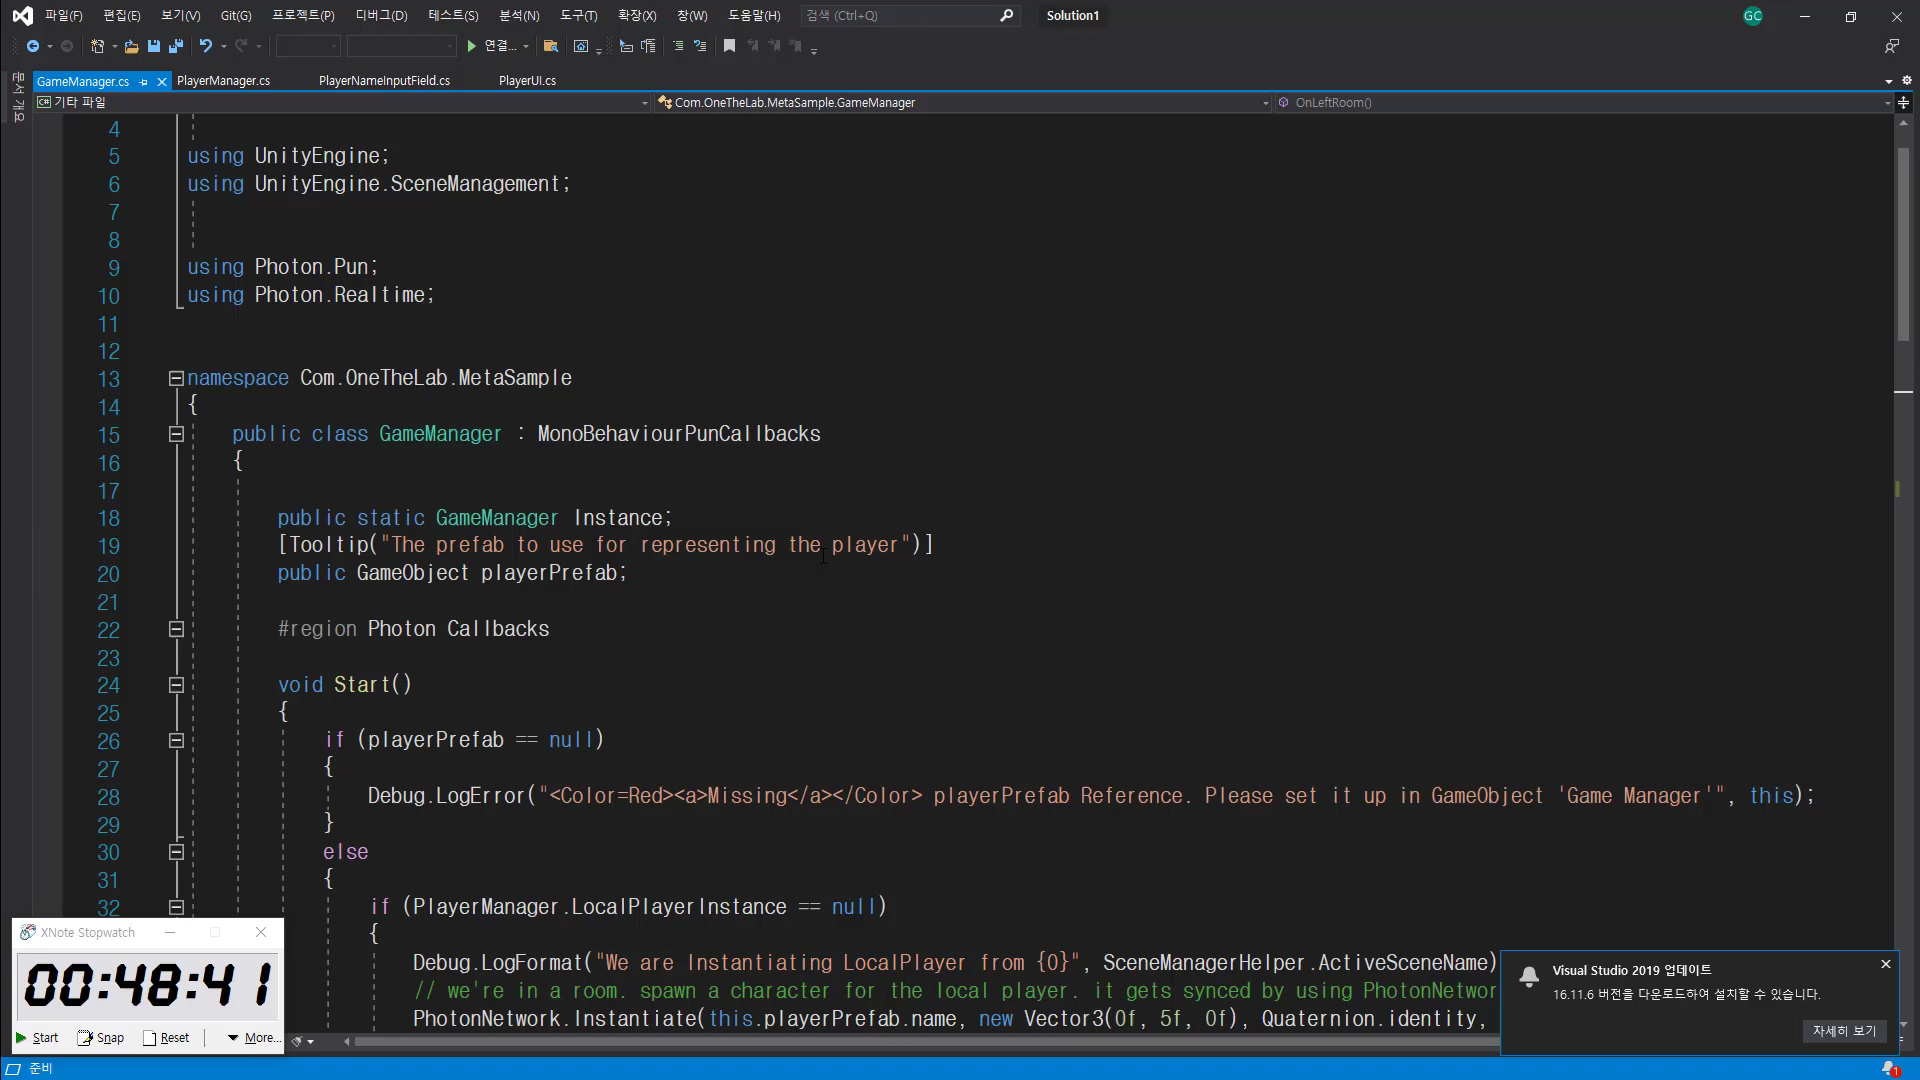 파일(F) 편집(E) 보기(V) Git(G) 프로젝트(P) 디버그(D) 테스트(S) 분석(N) 도구(T) 확장(X) 창(W) 도움말(H) 검색 (Ctrl+Q) Solution1 GC
연결...
GameManager.cs PlayerManager.cs PlayerNameInputField.cs PlayerUI.cs
문서 개요
C# 기타 파일 Com.OneTheLab.MetaSample.GameManager OnLeftRoom()
4
5 using UnityEngine;
6 using UnityEngine.SceneManagement;
7
8
9 using Photon.Pun;
10 using Photon.Realtime;
11
12
13 namespace Com.OneTheLab.MetaSample
14 {
15 public class GameManager : MonoBehaviourPunCallbacks
16 {
17
18 public static GameManager Instance;
19 [Tooltip("The prefab to use for representing the player")]
20 public GameObject playerPrefab;
21
22 #region Photon Callbacks
23
24 void Start()
25 {
26 if (playerPrefab == null)
27 {
28 Debug.LogError("<Color=Red><a>Missing</a></Color> playerPrefab Reference. Please set it up in GameObject 'Game Manager'", this);
29 }
30 else
31 {
32 if (PlayerManager.LocalPlayerInstance == null)
{
Debug.LogFormat("We are Instantiating LocalPlayer from {0}", SceneManagerHelper.ActiveSceneName)
// we're in a room. spawn a character for the local player. it gets synced by using PhotonNetwor
PhotonNetwork.Instantiate(this.playerPrefab.name, new Vector3(0f, 5f, 0f), Quaternion.identity,
XNote Stopwatch
00:48:41
Start Snap Reset More...
Visual Studio 2019 업데이트
16.11.6 버전을 다운로드하여 설치할 수 있습니다.
자세히 보기
준비 1